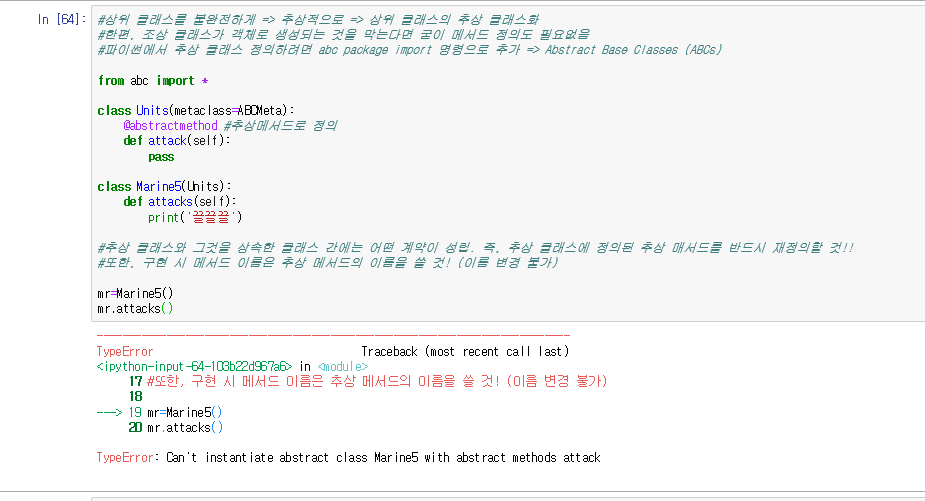 In [64]: #상위 클래스를 불완전하게 => 추상적으로 => 상위 클래스의 추상 클래스화
#한편, 조상 클래스가 객체로 생성되는 것을 막는다면 굳이 메서드 정의도 필요없음
#파이썬에서 추상 클래스 정의하려면 abc package import 명령으로 추가 => Abstract Base Classes (ABCs)
from abc import *
class Units(metaclass=ABCMeta):
@abstractmethod #추상메서드로 정의
def attack(self):
pass
class Marine5(Units):
def attacks(self):
print('끌끌끌')
#추상 클래스와 그것을 상속한 클래스 간에는 어떤 계약이 성립. 즉, 추상 클래스에 정의된 추상 매서드를 반드시 재정의할 것!!
#또한, 구현 시 메서드 이름은 추상 메서드의 이름을 쓸 것! (이름 변경 불가)
mr=Marine5()
mr.attacks()
---------------------------------------------------------------------------
TypeError Traceback (most recent call last)
<ipython-input-64-103b22d967a6> in <module>
17 #또한, 구현 시 메서드 이름은 추상 메서드의 이름을 쓸 것! (이름 변경 불가)
18
---> 19 mr=Marine5()
20 mr.attacks()
TypeError: Can't instantiate abstract class Marine5 with abstract methods attack